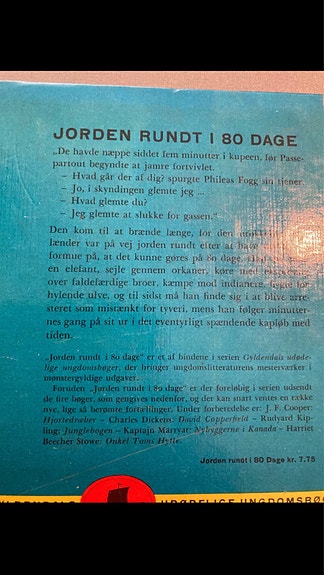 JORDEN RUNDT I 80 DAGE
„De havde næppe siddet fem minutter i kupeen, før Passe-
partout begyndte at jamre fortvivlet.
– Hvad går der af dig? spurgte Phileas Fogg sin tjener.
– Jo, i skyndingen glemte jeg ...
– Hvad glemte du?
– Jeg glemte at slukke for gassen.“
Den kom til at brænde længe, for den
lænder var på vej jorden rundt efter at have
formue på, at det kunne gøres på 80 dage.
en elefant, sejle gennem orkaner, køre med
over faldefærdige broer, kæmpe mod indianere, ligge for
hylende ulve, og til sidst må han finde sig i at blive arre-
steret som mistænkt for tyveri, mens han følger minutter-
nes gang på sit ur i det eventyrligt spændende kapløb med
tiden.
„Jorden rundt i 80 dage“ er et af bindene i serien Gyldendals udøde-
lige ungdomsbøger, der bringer ungdomslitteraturens mesterværker i
mønstergyldige udgaver.
Foruden „Jorden rundt i 80 dage“ er der foreløbig i serien udsendt
de fire bøger, som gengives nedenfor, og der kan snart ventes en række
nye, lige så berømte fortællinger. Under forberedelse er: J. F. Cooper:
Hjortedræber – Charles Dickens: David Copperfield – Rudyard Kip-
ling: Junglebogen – Kaptajn Marryat: Nybyggerne i Kanada – Harriet
Beecher Stowe: Onkel Toms Hytte.
Jorden rundt i 80 Dage kr. 7.75